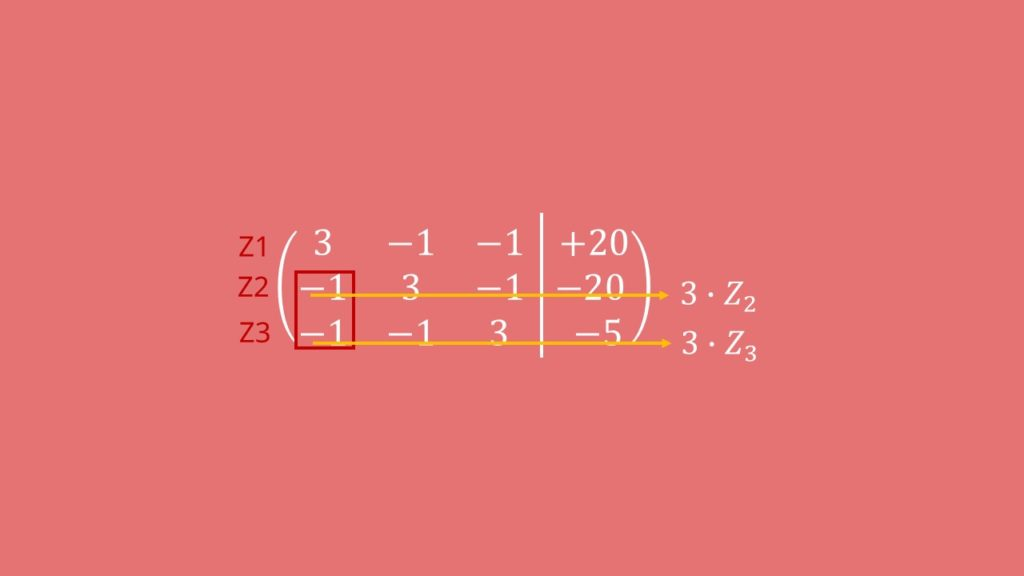 Z1 3 −1 −1 +20
Z2 −1 3 −1 −20 3 · Z₂
Z3 −1 −1 3 −5 3 · Z₃